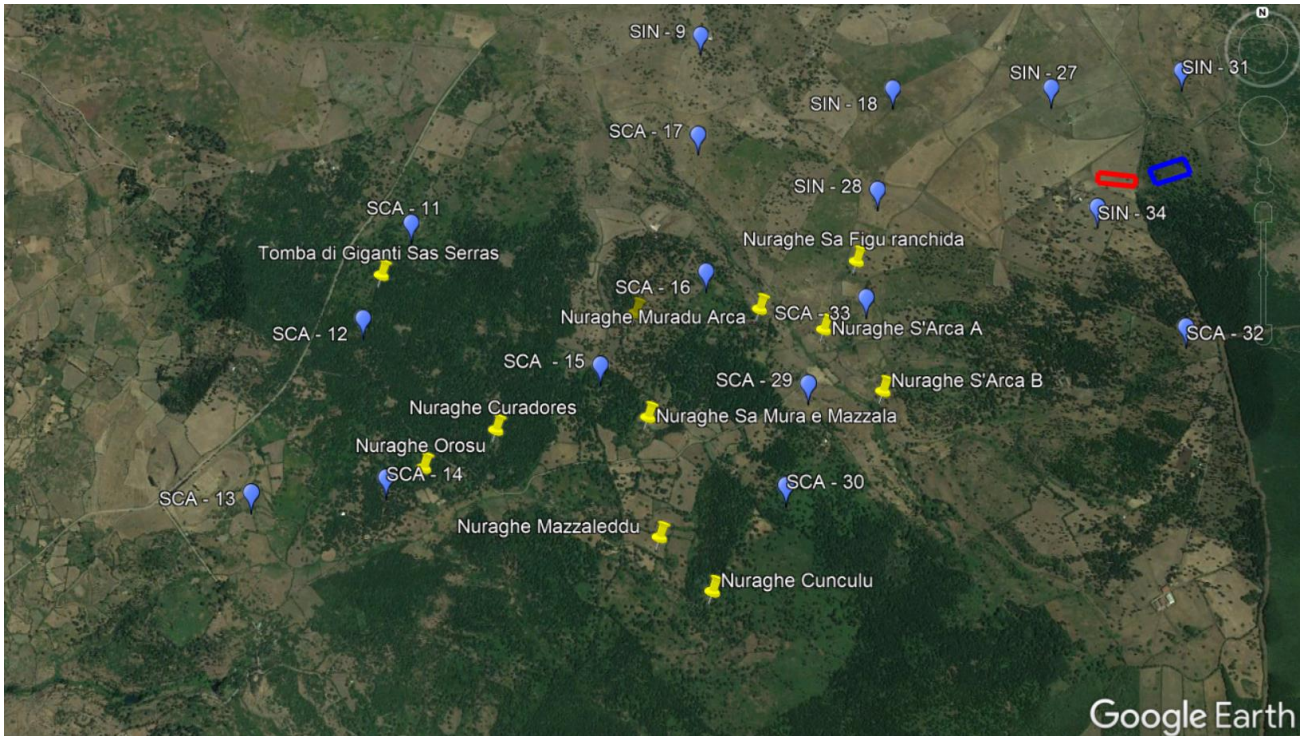 N
SIN - 9
SIN - 31
SIN - 27
SIN - 18
SCA - 17
SIN - 28
SCA - 11
SIN - 34
Nuraghe Sa Figu ranchida
Tomba di Giganti Sas Serras
SCA - 16
Nuraghe Muradu Arca
SCA - 33
Nuraghe S'Arca A
SCA - 12
SCA - 32
SCA - 15
SCA - 29
Nuraghe S'Arca B
Nuraghe Curadores
Nuraghe Sa Mura e Mazzala
Nuraghe Orosu
SCA - 14
SCA - 30
SCA - 13
Nuraghe Mazzaleddu
Nuraghe Cunculu
Google Earth